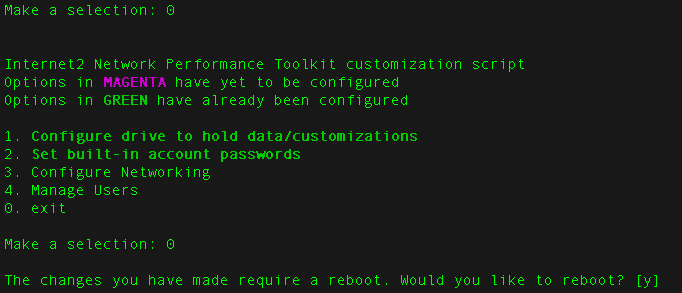 Make a selection: 0
Internet2 Network Performance Toolkit customization script
Options in MAGENTA have yet to be configured
Options in GREEN have already been configured
1. Configure drive to hold data/customizations
2. Set built-in account passwords
3. Configure Networking
4. Manage Users
0. exit
Make a selection: 0
The changes you have made require a reboot. Would you like to reboot? [y]